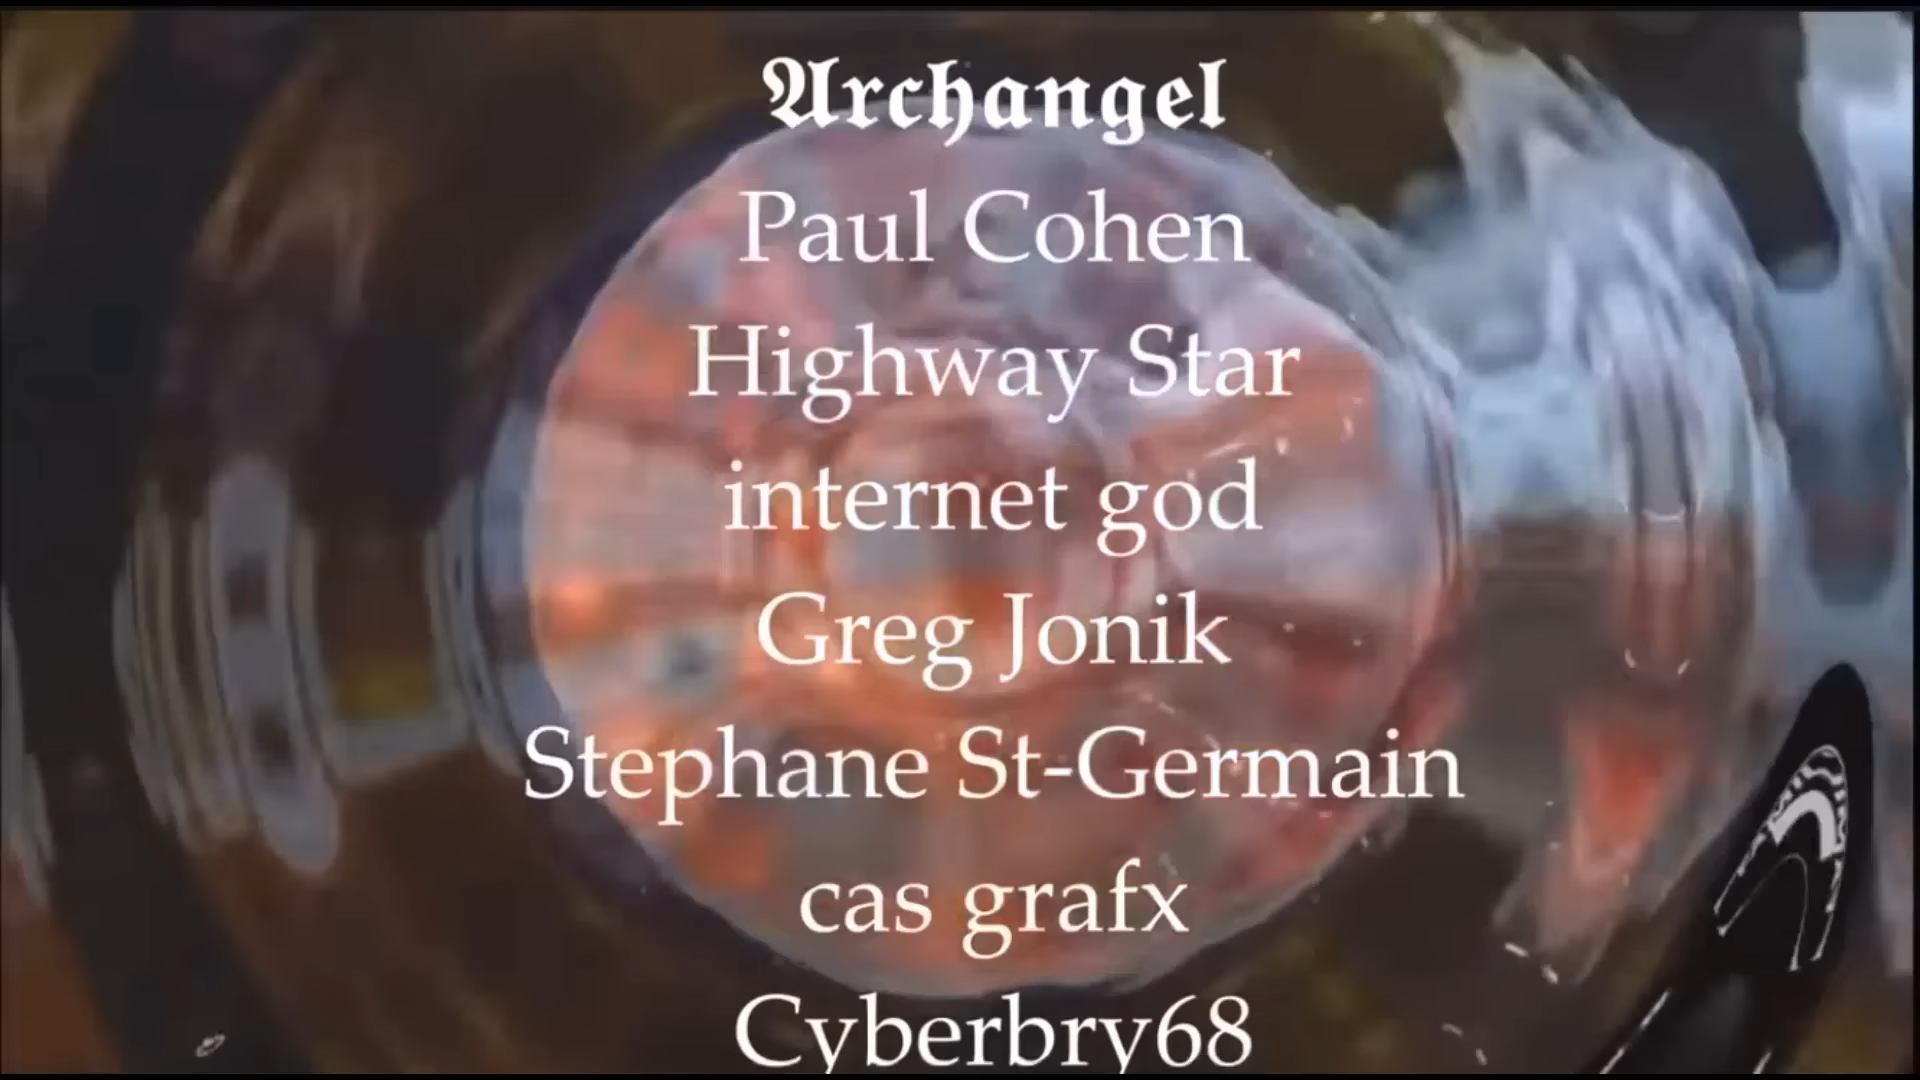 Archangel
Paul Cohen
Highway Star
internet god
Greg Jonik
Stephane St-Germain
cas grafx
Cyberbry68